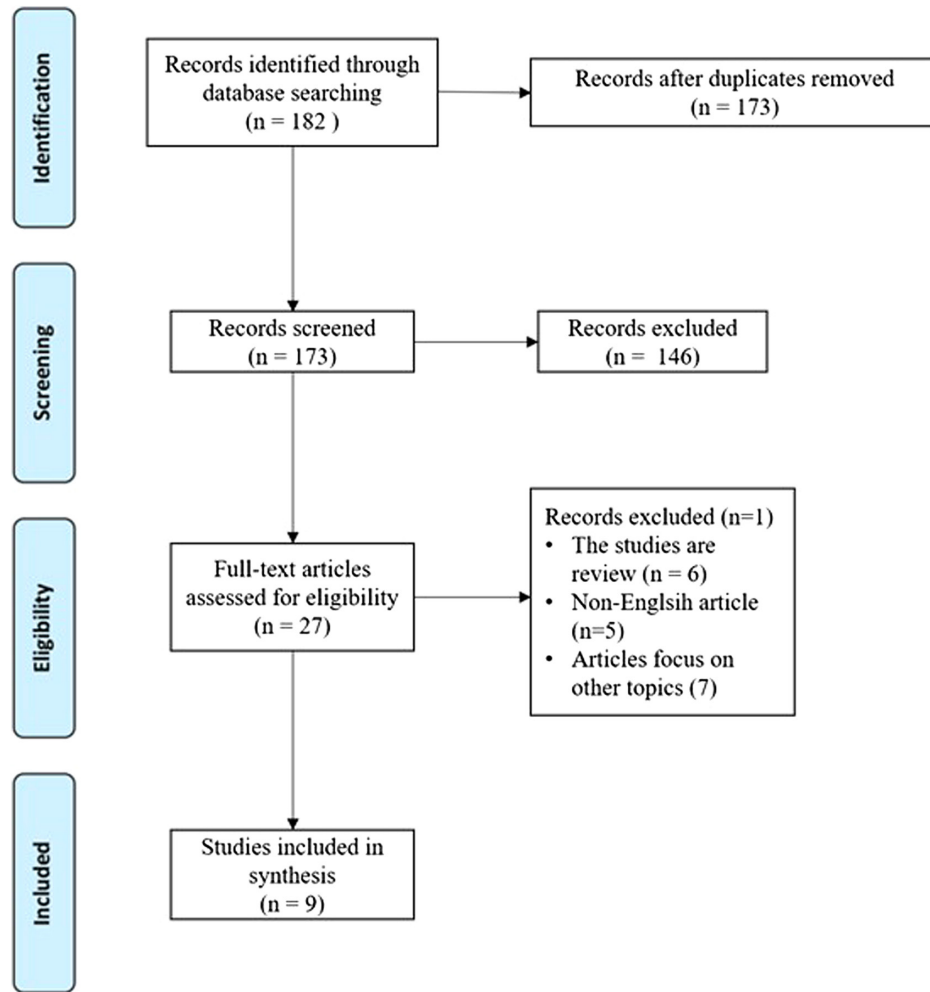 Identification
Records identified through
database searching
(n = 182 )
Records after duplicates removed
(n = 173)
Screening
Records screened
(n = 173)
Records excluded
(n =  146)
Eligibility
Full-text articles
assessed for eligibility
(n = 27)
Records excluded (n=1)
• The studies are
review (n = 6)
• Non-Englsih article
(n=5)
• Articles focus on
other topics (7)
Included
Studies included in
synthesis
(n = 9)